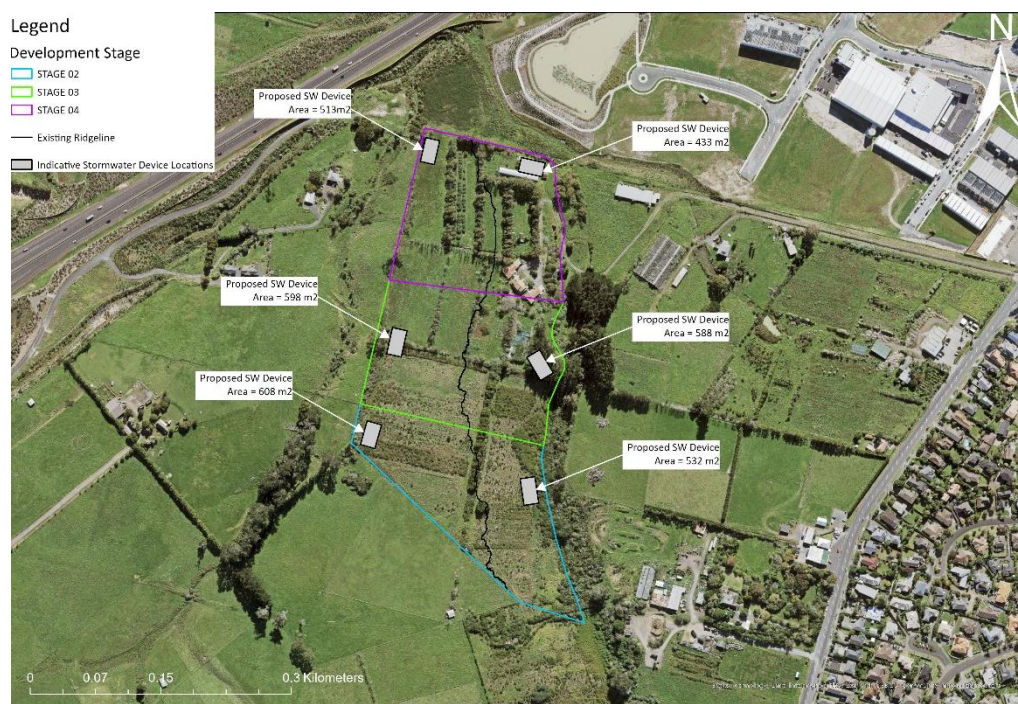 Legend
Development Stage
STAGE 02
STAGE 03
STAGE 04
Existing Ridgeline
Indicative Stormwater Device Locations
N
Proposed SW Device
Area = 513m2
Proposed SW Device
Area = 433 m2
Proposed SW Device
Area = 598 m2
Proposed SW Device
Area = 588 m2
Proposed SW Device
Area = 608 m2
Proposed SW Device
Area = 532 m2
0 0.07 0.15 0.3 Kilometers